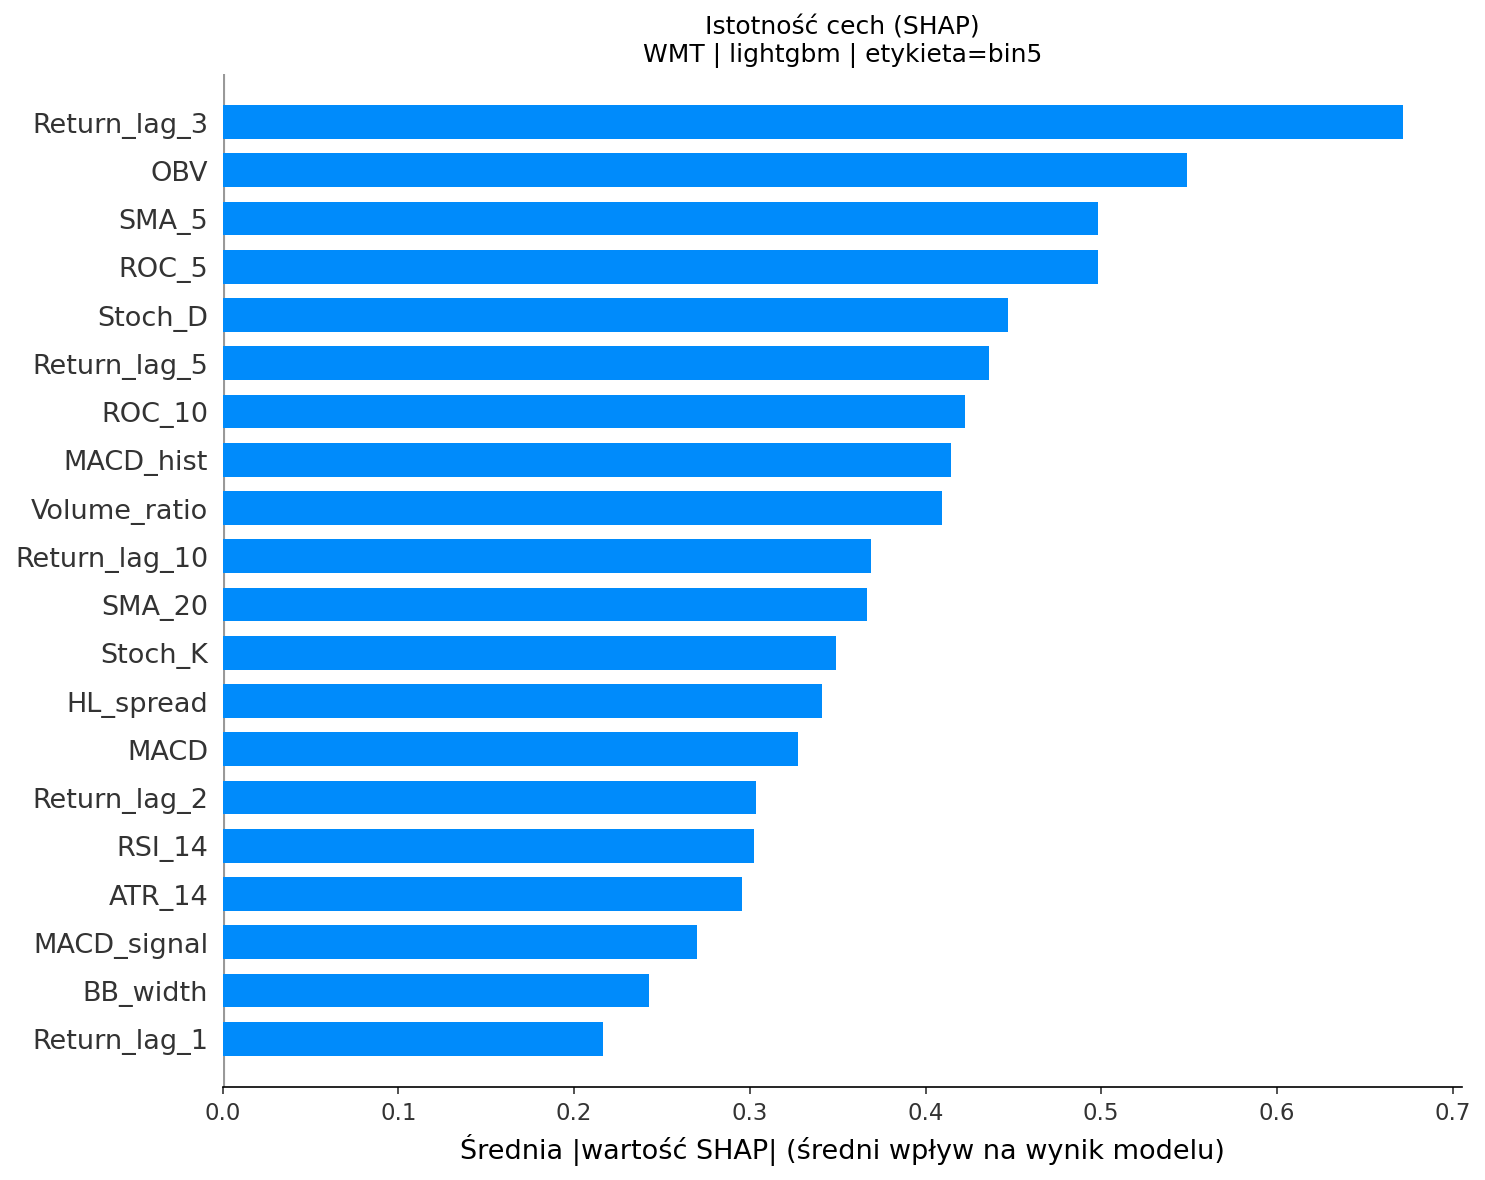 Istotność cech (SHAP)
WMT | lightgbm | etykieta=bin5
Return_lag_3
OBV
SMA_5
ROC_5
Stoch_D
Return_lag_5
ROC_10
MACD_hist
Volume_ratio
Return_lag_10
SMA_20
Stoch_K
HL_spread
MACD
Return_lag_2
RSI_14
ATR_14
MACD_signal
BB_width
Return_lag_1
0.0 0.1 0.2 0.3 0.4 0.5 0.6 0.7
Średnia |wartość SHAP| (średni wpływ na wynik modelu)